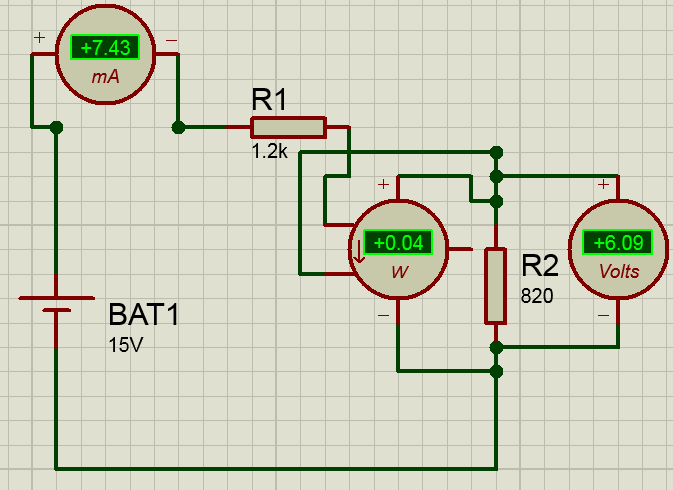 + +7.43 −
mA
R1
1.2k
+
+0.04
W
−
+
+6.09
Volts
−
R2
820
BAT1
15V